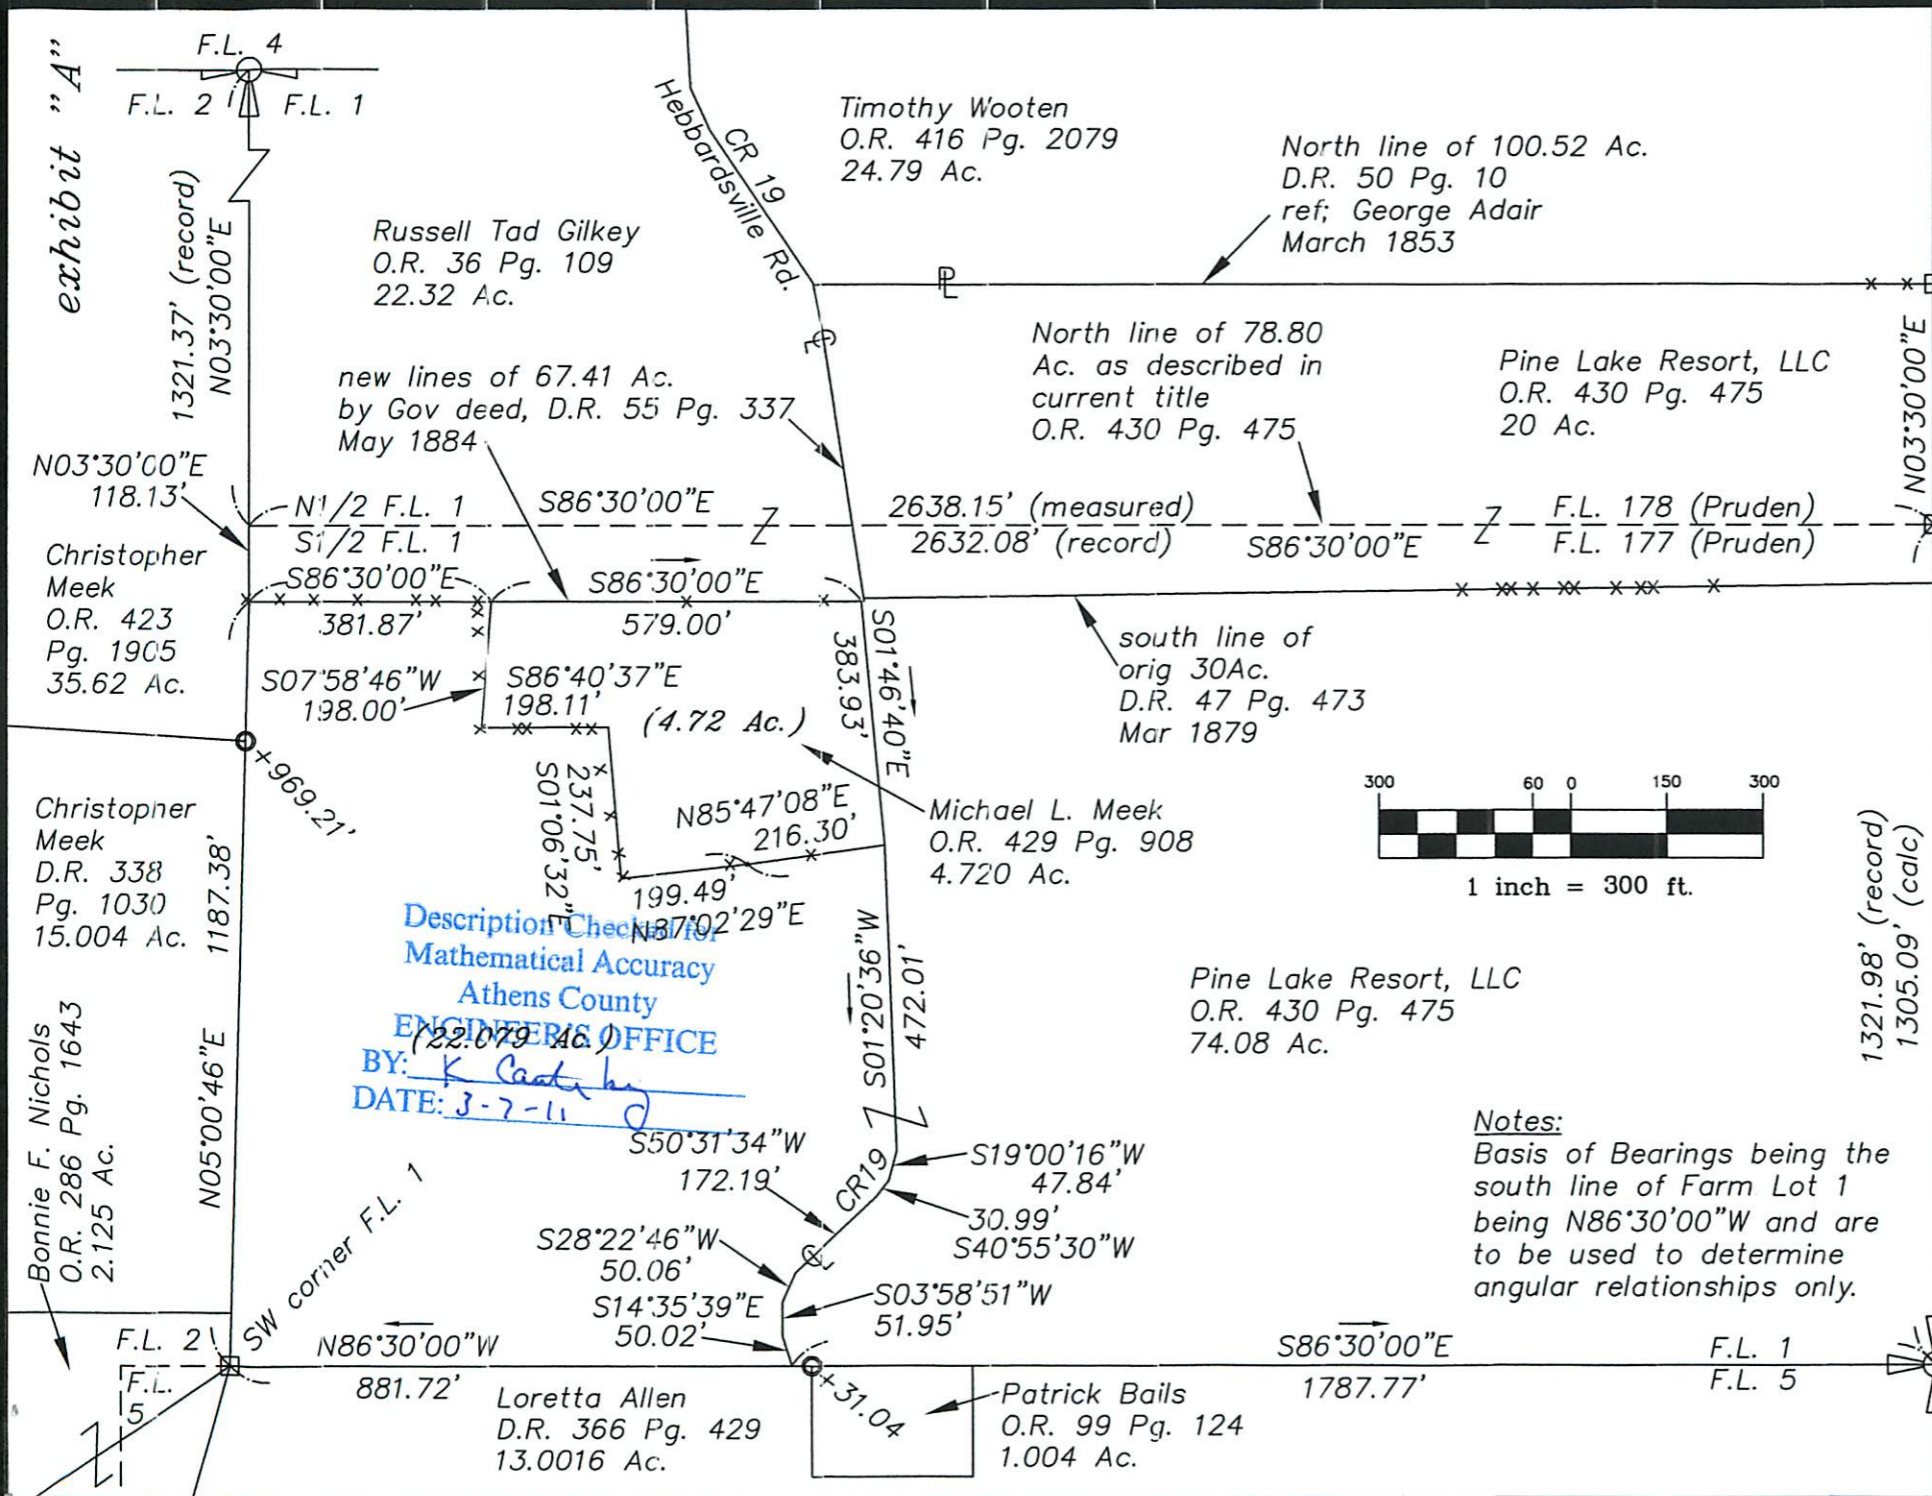 exhibit "A"
F.L. 4
F.L. 2
F.L. 1
1321.37' (record)
N03°30'00"E
Hebbardsville Rd.
CR 19
Timothy Wooten
O.R. 416 Pg. 2079
24.79 Ac.
North line of 100.52 Ac.
D.R. 50 Pg. 10
ref; George Adair
March 1853
Russell Tad Gilkey
O.R. 36 Pg. 109
22.32 Ac.
new lines of 67.41 Ac.
by Gov deed, D.R. 55 Pg. 337
May 1884
North line of 78.80
Ac. as described in
current title
O.R. 430 Pg. 475
Pine Lake Resort, LLC
O.R. 430 Pg. 475
20 Ac.
N03°30'00"E
N03°30'00"E
118.13'
N1/2 F.L. 1
S86°30'00"E
2638.15' (measured)
F.L. 178 (Pruden)
S1/2 F.L. 1
2632.08' (record)
S86°30'00"E
F.L. 177 (Pruden)
Christopher
Meek
O.R. 423
Pg. 1905
35.62 Ac.
S86°30'00"E
381.87'
S86°30'00"E
579.00'
S07°58'46"W
198.00'
S86°40'37"E
198.11'
(4.72 Ac.)
383.93'
S01°46'40"E
south line of
orig 30Ac.
D.R. 47 Pg. 473
Mar 1879
+969.21'
237.75'
S01°06'32"E
N85°47'08"E
216.30'
199.49'
N87°02'29"E
Michael L. Meek
O.R. 429 Pg. 908
4.720 Ac.
300 60 0 150 300
1 inch = 300 ft.
Christopher
Meek
D.R. 338
Pg. 1030
15.004 Ac.
1187.38'
N05°00'46"E
Description Checked for
Mathematical Accuracy
Athens County
ENGINEER'S OFFICE
(22.079 Ac.)
BY:
DATE: 3-7-11
S01°20'36"W
472.01'
Pine Lake Resort, LLC
O.R. 430 Pg. 475
74.08 Ac.
1321.98' (record)
1305.09' (calc)
Bonnie F. Nichols
O.R. 286 Pg. 1643
2.125 Ac.
S50°31'34"W
172.19'
CR19
S19°00'16"W
47.84'
30.99'
S40°55'30"W
S28°22'46"W
50.06'
S03°58'51"W
51.95'
S14°35'39"E
50.02'
Notes:
Basis of Bearings being the
south line of Farm Lot 1
being N86°30'00"W and are
to be used to determine
angular relationships only.
SW corner F.L. 1
F.L. 2
F.L.
5
N86°30'00"W
881.72'
Loretta Allen
D.R. 366 Pg. 429
13.0016 Ac.
+31.04
Patrick Bails
O.R. 99 Pg. 124
1.004 Ac.
S86°30'00"E
1787.77'
F.L. 1
F.L. 5